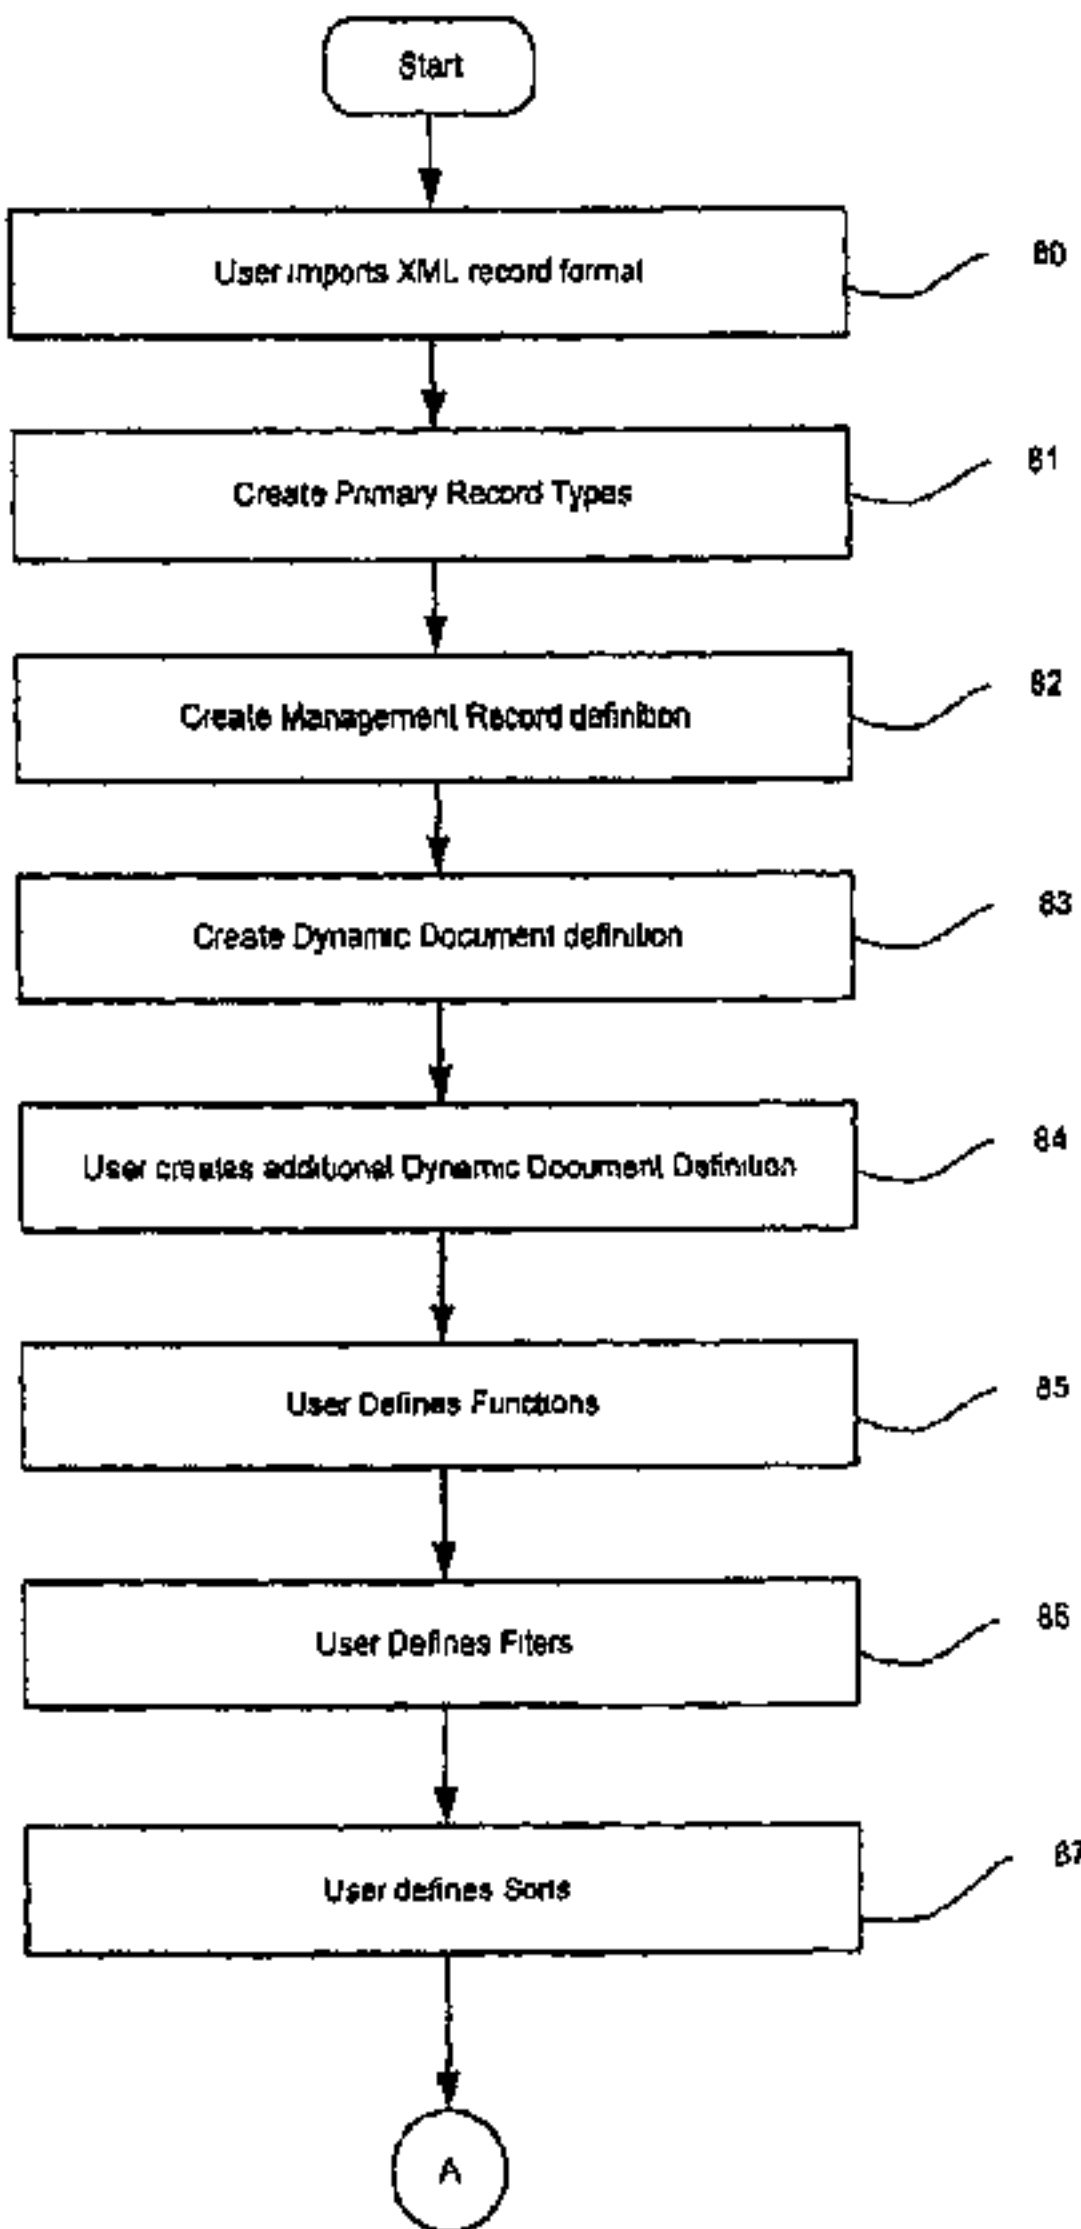 Start
User imports XML record format
80
Create Primary Record Types
81
Create Management Record definition
82
Create Dynamic Document definition
83
User creates additional Dynamic Document Definition
84
User Defines Functions
85
User Defines Fiters
86
User defines Sorts
87
A